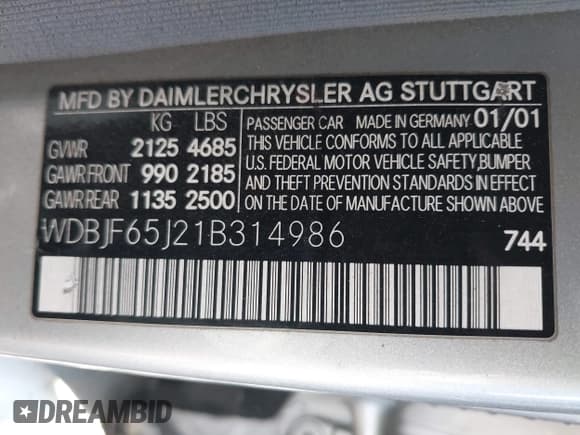 MFD BY DAIMLERCHRYSLER AG STUTTGART
KG LBS
GVWR 2125 4685
GAWR FRONT 990 2185
GAWR REAR 1135 2500
PASSENGER CAR MADE IN GERMANY 01/01
THIS VEHICLE CONFORMS TO ALL APPLICABLE
U.S. FEDERAL MOTOR VEHICLE SAFETY, BUMPER
AND THEFT PREVENTION STANDARDS IN EFFECT
ON THE DATE OF MANUFACTURE SHOWN ABOVE
WDBJF65J21B314986 744
DREAMBID